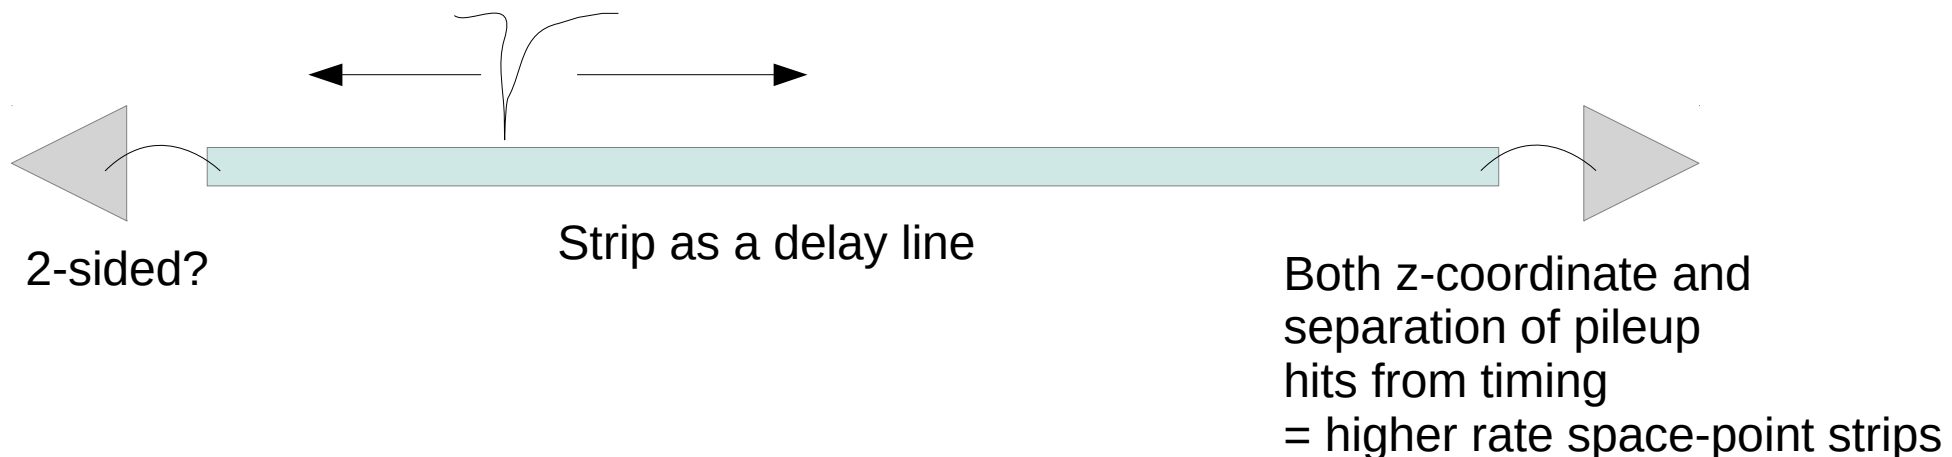 2-sided?
Strip as a delay line
Both z-coordinate and
separation of pileup
hits from timing
= higher rate space-point strips